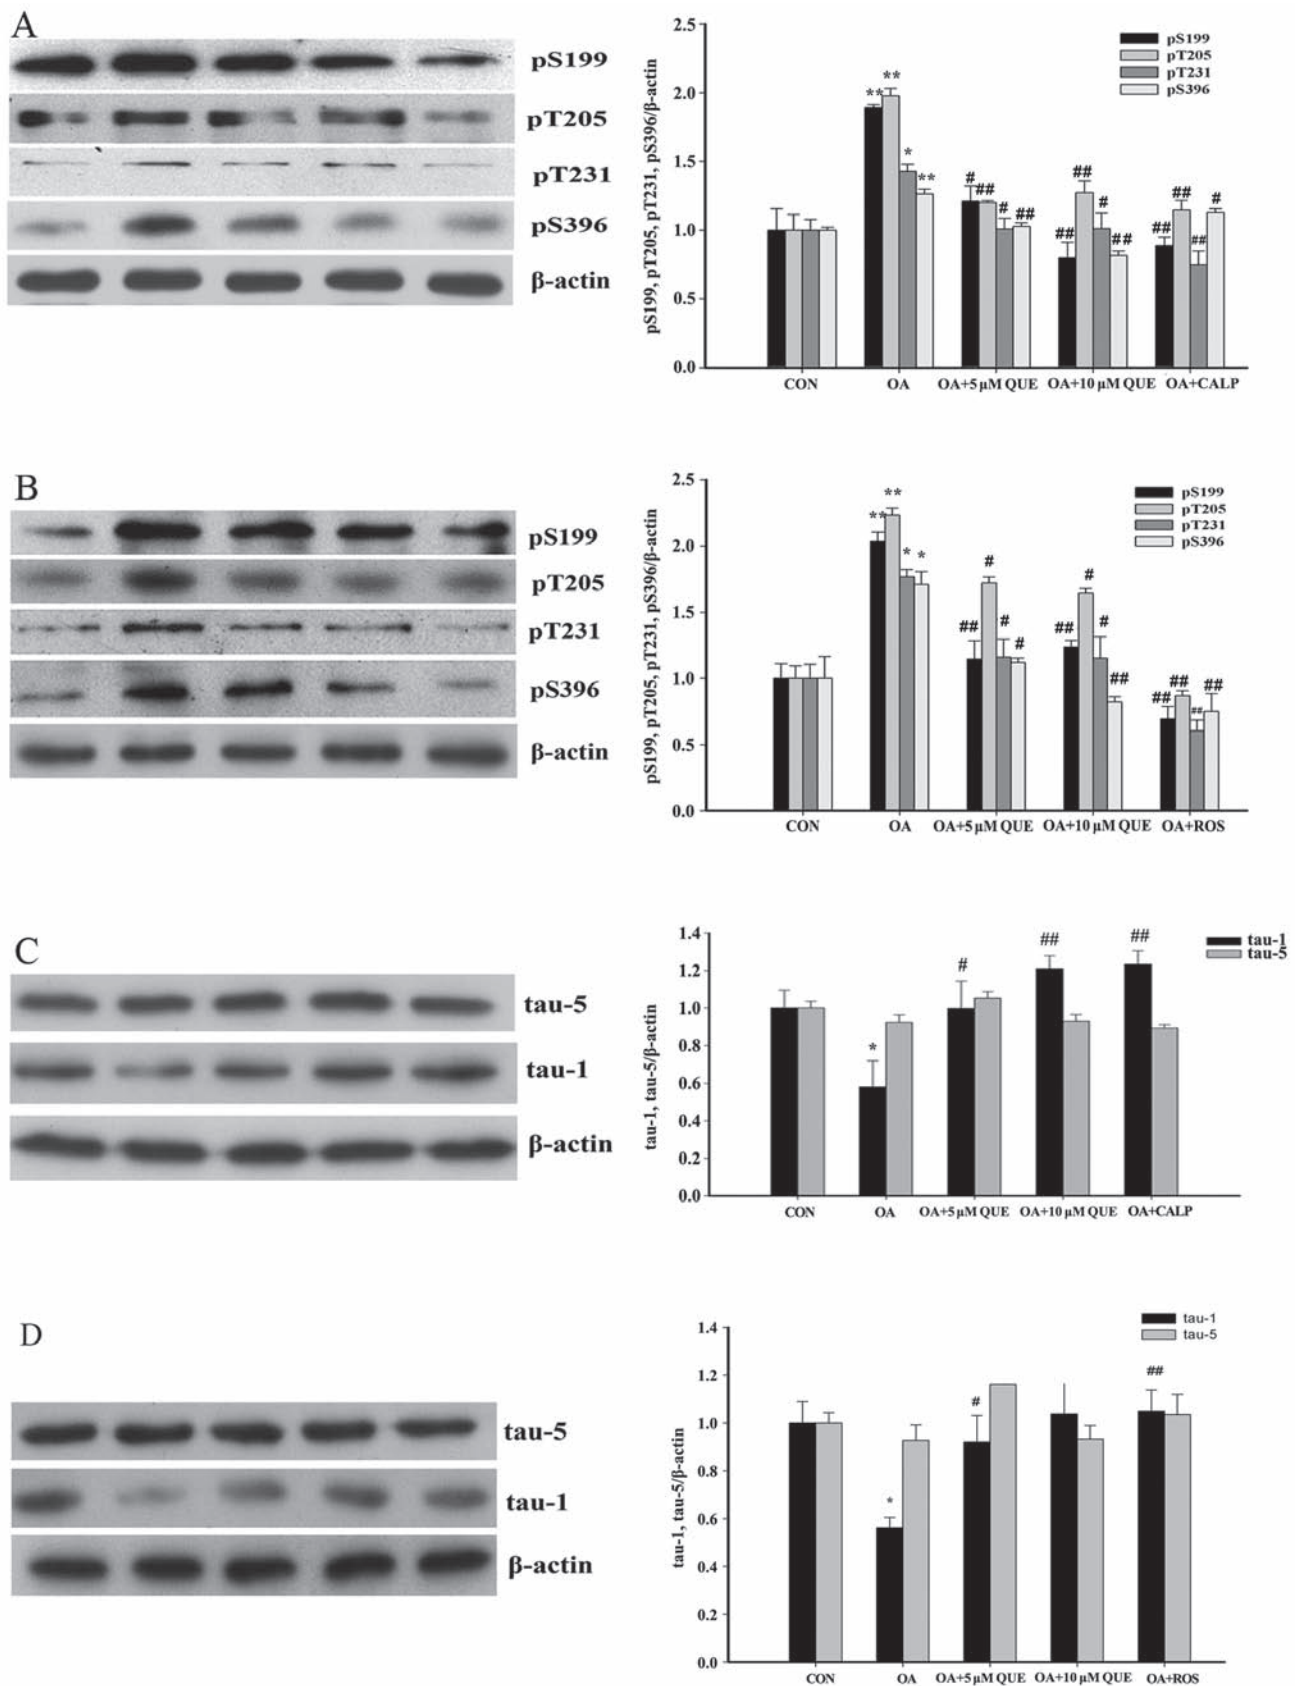 A
pS199
pT205
pT231
pS396
β-actin
pS199, pT205, pT231, pS396/β-actin
2.5
2.0
1.5
1.0
0.5
0.0
pS199
pT205
pT231
pS396
** ** * **
# ## # ##
## ## # ##
## ## ## #
CON OA OA+5 μM QUE OA+10 μM QUE OA+CALP
B
pS199
pT205
pT231
pS396
β-actin
pS199, pT205, pT231, pS396/β-actin
2.5
2.0
1.5
1.0
0.5
0.0
pS199
pT205
pT231
pS396
** ** * *
## # # #
## # # ##
## ## ## ##
CON OA OA+5 μM QUE OA+10 μM QUE OA+ROS
C
tau-5
tau-1
β-actin
tau-1, tau-5/β-actin
1.4
1.2
1.0
0.8
0.6
0.4
0.2
0.0
tau-1
tau-5
* # ## ##
CON OA OA+5 μM QUE OA+10 μM QUE OA+CALP
D
tau-5
tau-1
β-actin
tau-1, tau-5/β-actin
1.4
1.2
1.0
0.8
0.6
0.4
0.2
0.0
tau-1
tau-5
* # ##
CON OA OA+5 μM QUE OA+10 μM QUE OA+ROS